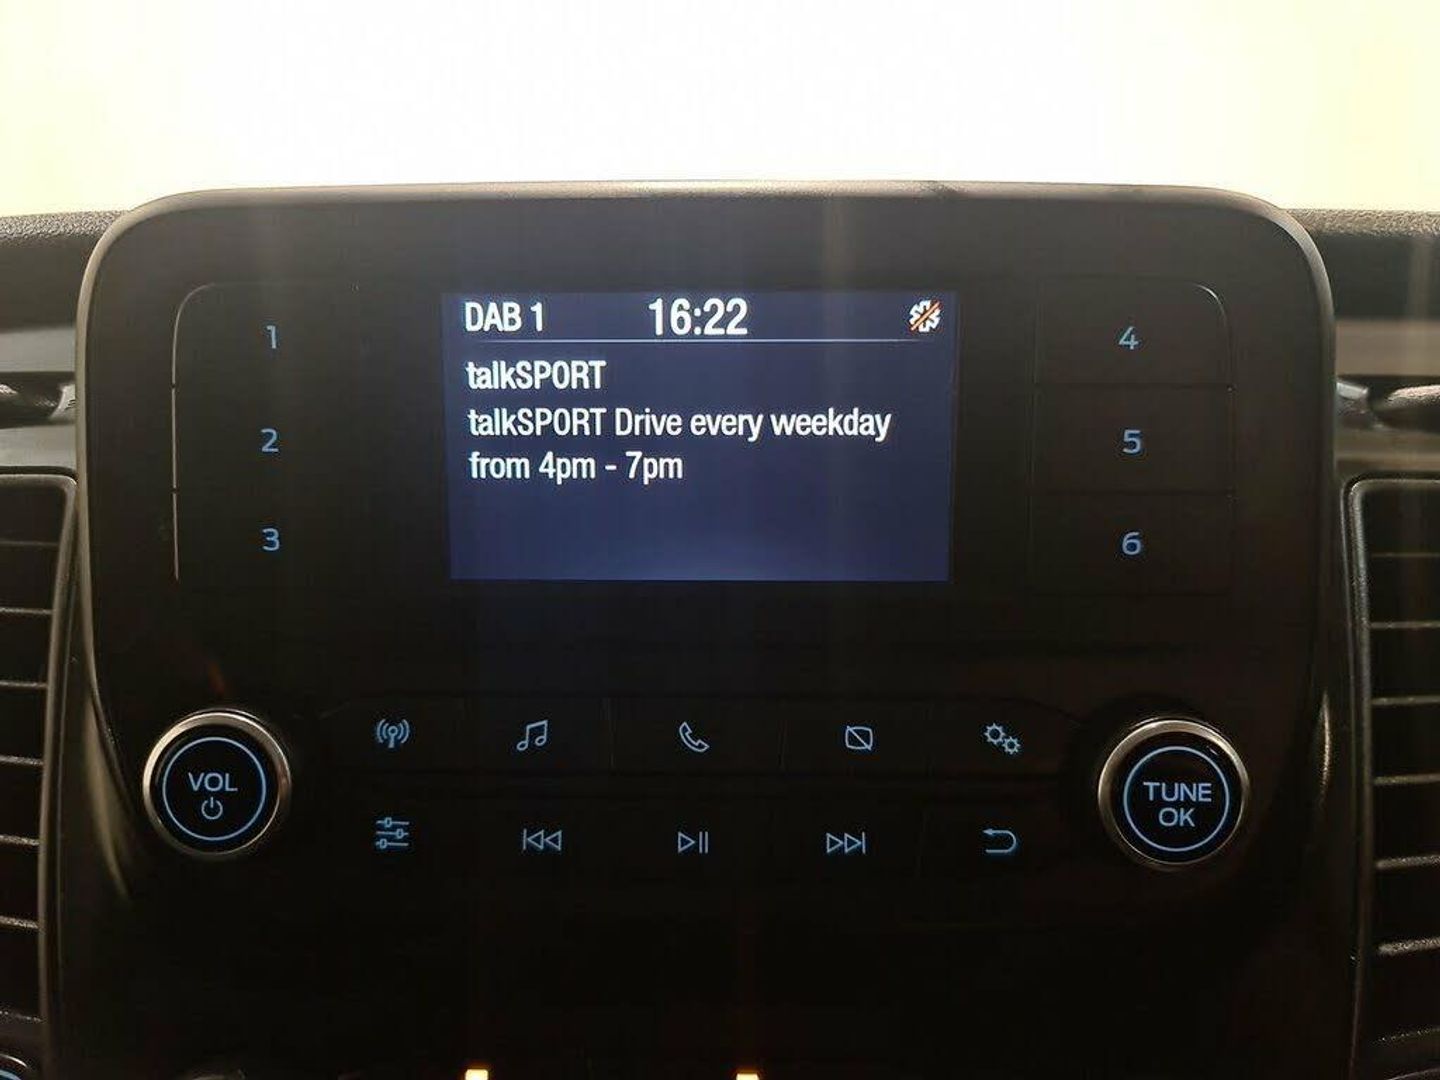 DAB 1 16:22
talkSPORT
talkSPORT Drive every weekday
from 4pm - 7pm
1
2
3
4
5
6
VOL
TUNE
OK